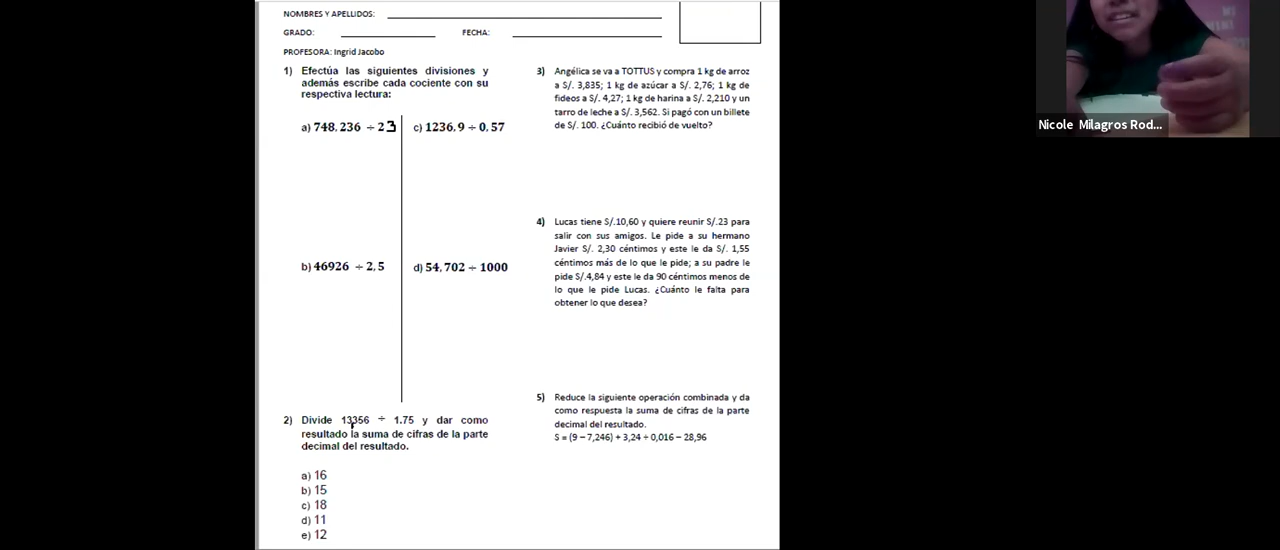 NOMBRES Y APELLIDOS:
GRADO: FECHA:
PROFESORA: Ingrid Jacobo
1) Efectúa las siguientes divisiones y
además escribe cada cociente con su
respectiva lectura:
a) 748,236 ÷ 23
c) 1236,9 ÷ 0,57
b) 46926 ÷ 2,5
d) 54,702 ÷ 1000
2) Divide 13356 ÷ 1.75 y dar como
resultado la suma de cifras de la parte
decimal del resultado.
a) 16
b) 15
c) 18
d) 11
e) 12
3) Angélica se va a TOTTUS y compra 1 kg de arroz
a S/. 3,835; 1 kg de azúcar a S/. 2,76; 1 kg de
fideos a S/. 4,27; 1 kg de harina a S/. 2,210 y un
tarro de leche a S/. 3,562. Si pagó con un billete
de S/. 100. ¿Cuánto recibió de vuelto?
4) Lucas tiene S/.10,60 y quiere reunir S/.23 para
salir con sus amigos. Le pide a su hermano
Javier S/. 2,30 céntimos y este le da S/. 1,55
céntimos más de lo que le pide; a su padre le
pide S/.4,84 y este le da 90 céntimos menos de
lo que le pide Lucas. ¿Cuánto le falta para
obtener lo que desea?
5) Reduce la siguiente operación combinada y da
como respuesta la suma de cifras de la parte
decimal del resultado.
S = (9 – 7,246) + 3,24 ÷ 0,016 – 28,96
Nicole Milagros Rod...